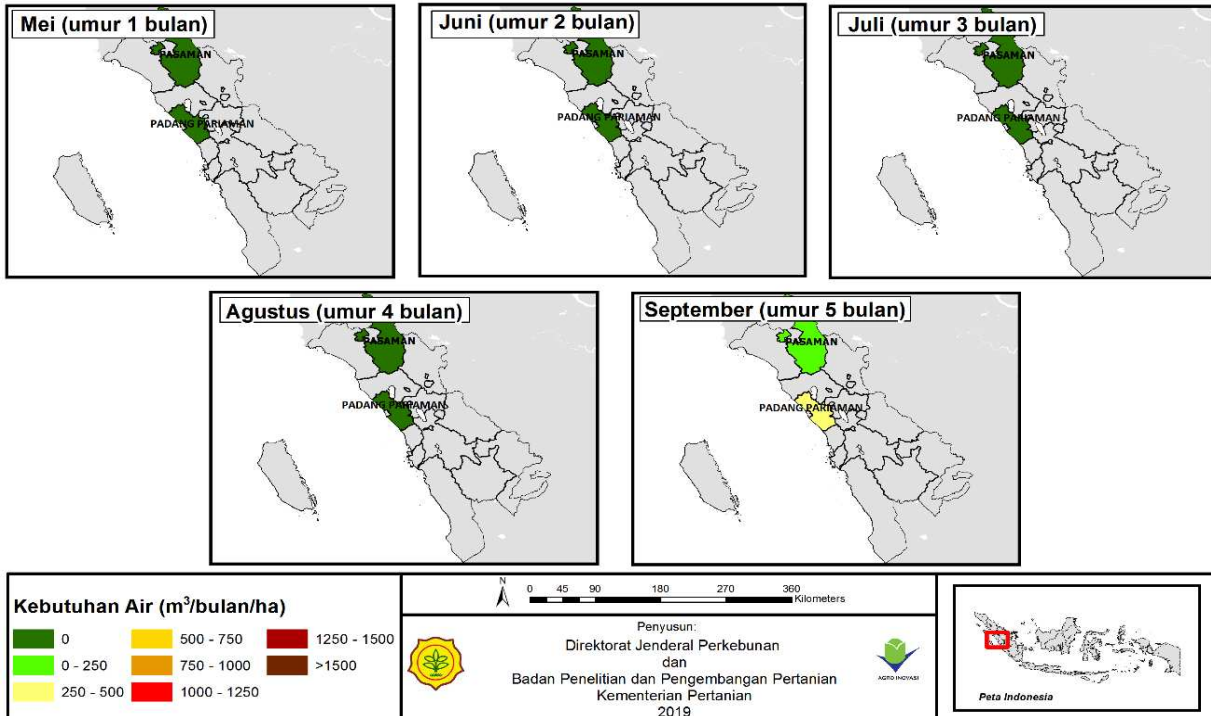 Mei (umur 1 bulan)
PASAMAN
PADANG PARIAMAN
Juni (umur 2 bulan)
PASAMAN
PADANG PARIAMAN
Juli (umur 3 bulan)
PASAMAN
PADANG PARIAMAN
Agustus (umur 4 bulan)
PASAMAN
PADANG PARIAMAN
September (umur 5 bulan)
PASAMAN
PADANG PARIAMAN
Kebutuhan Air (m³/bulan/ha)
0
0 - 250
250 - 500
500 - 750
750 - 1000
1000 - 1250
1250 - 1500
>1500
N
0 45 90 180 270 360
Kilometers
Penyusun:
Direktorat Jenderal Perkebunan
dan
Badan Penelitian dan Pengembangan Pertanian
Kementerian Pertanian
2019
AGRO INOVASI
Peta Indonesia